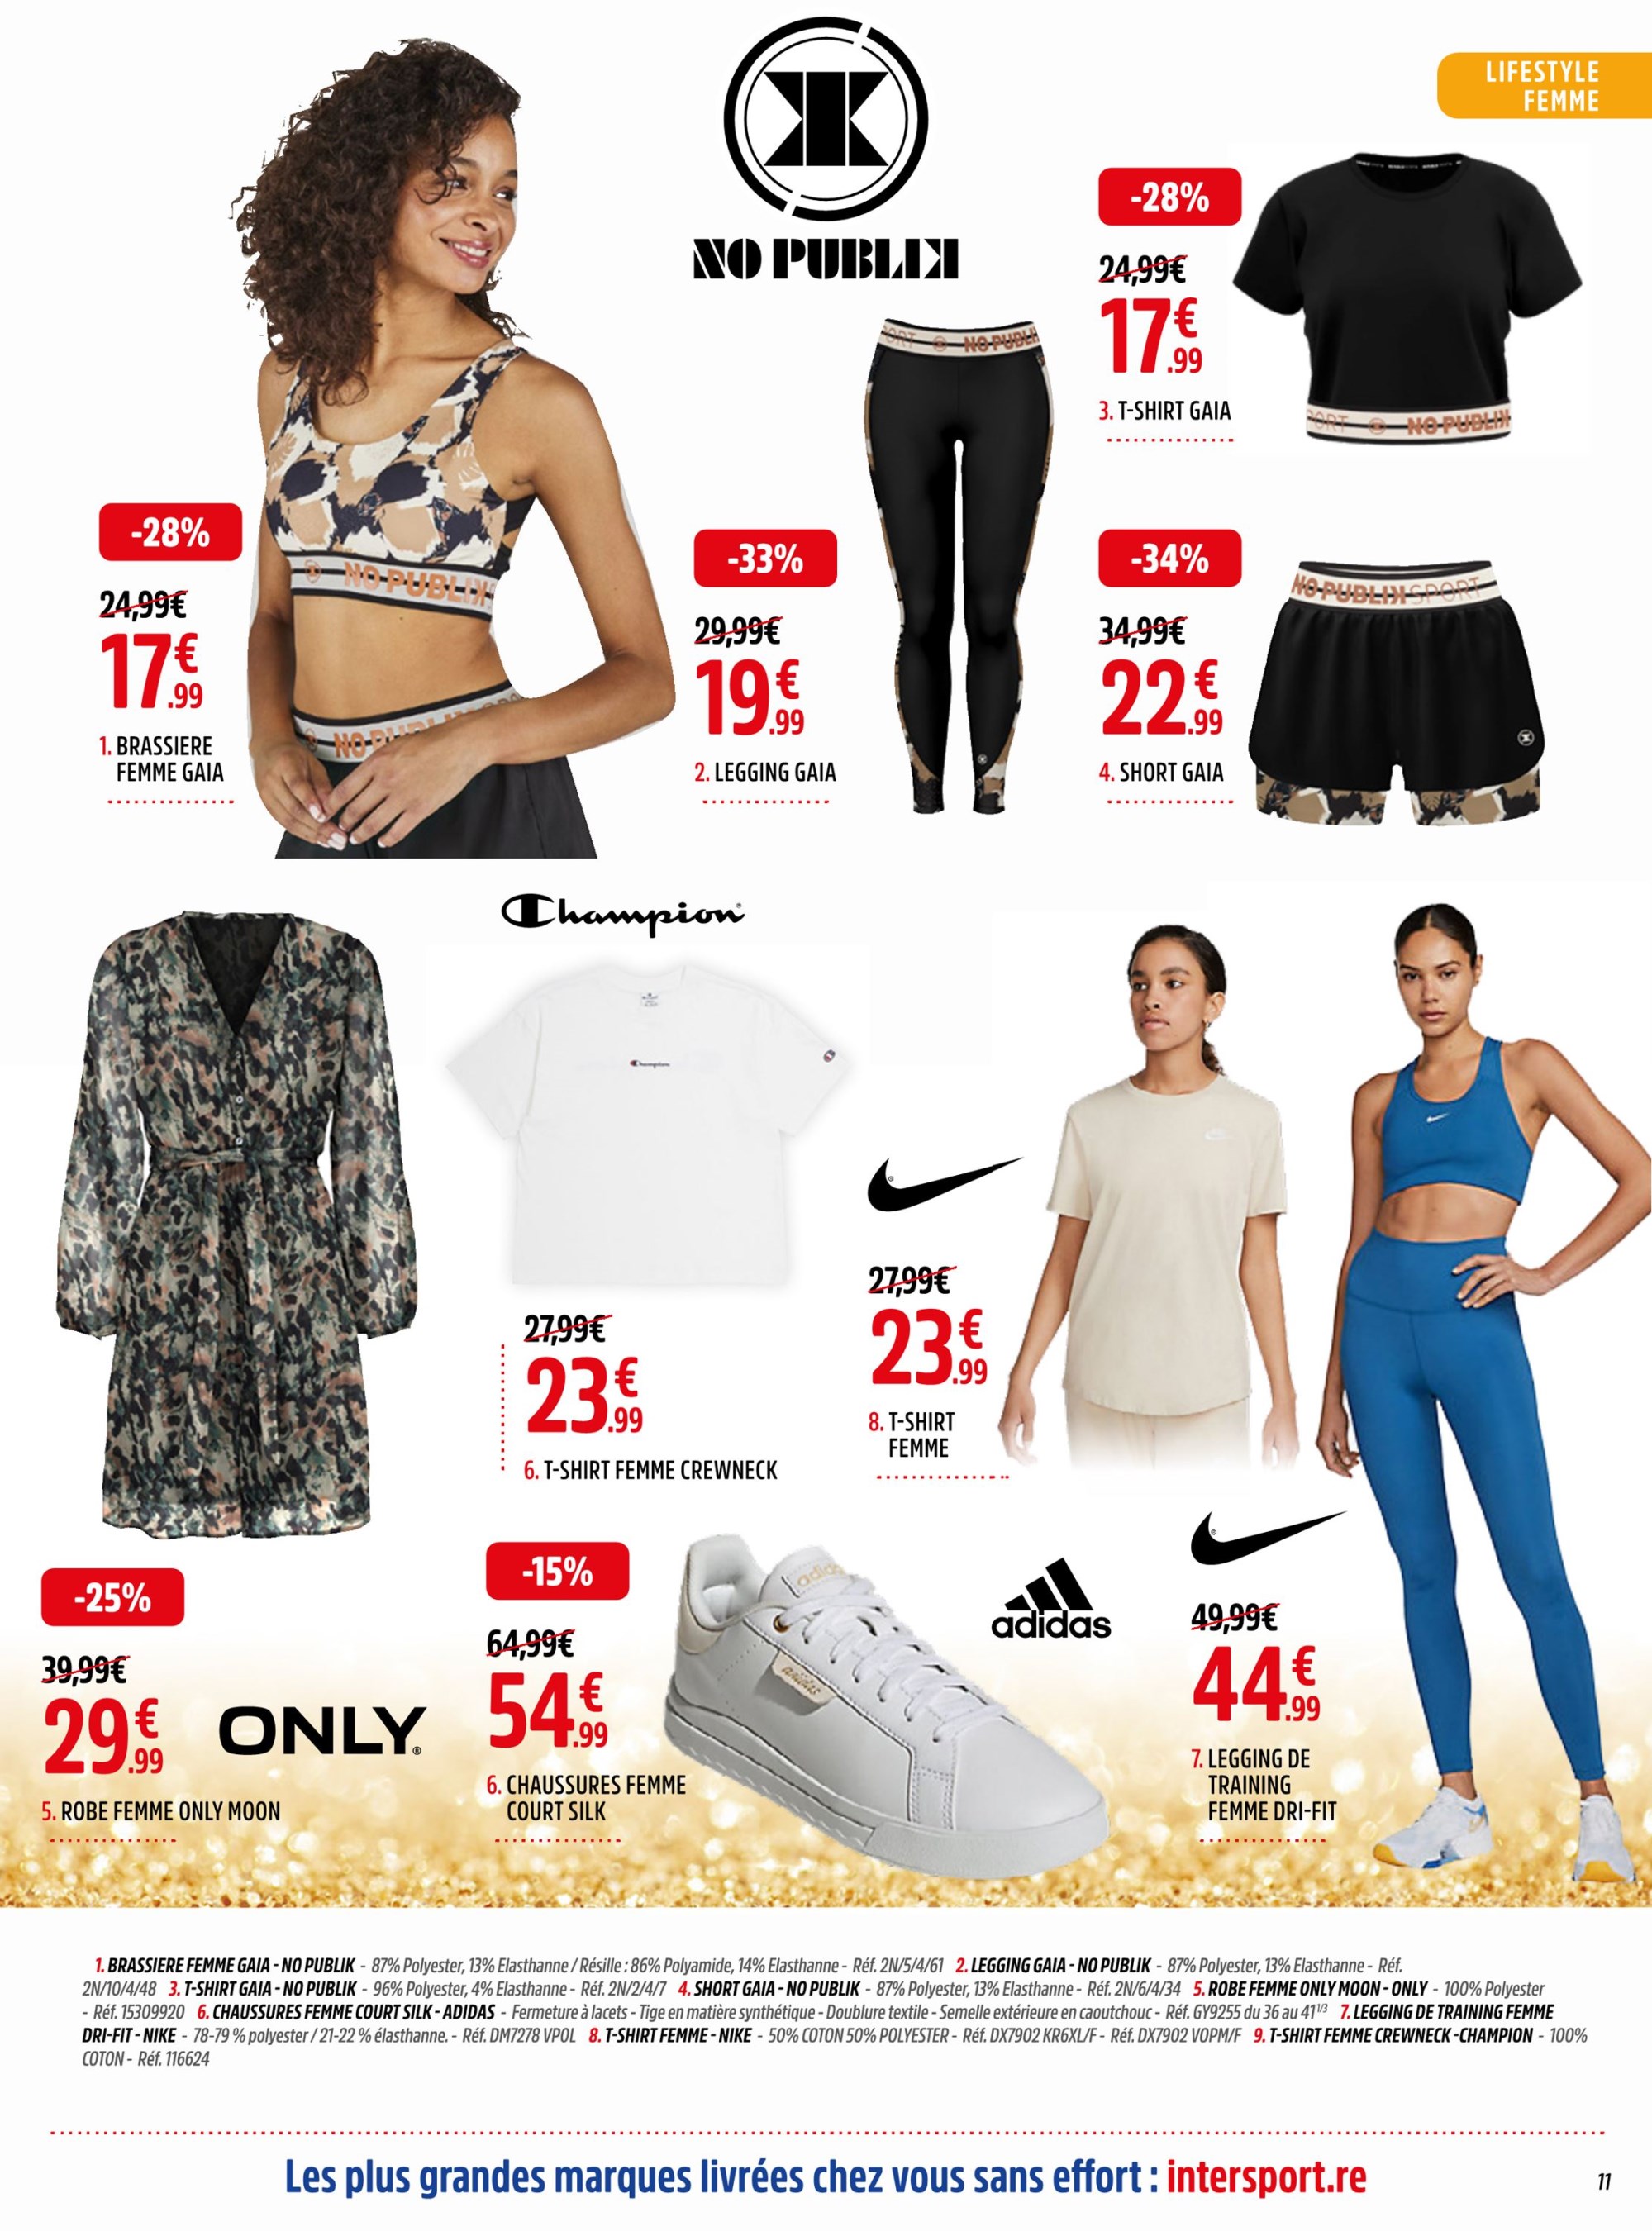 LIFESTYLE
FEMME
NO PUBLIK
-28%
24,99€
17€.99
3. T-SHIRT GAIA
PORT NO PUBLIK
NO PUBLIK
-28%
24,99€
17€.99
1. BRASSIERE
FEMME GAIA
-33%
29,99€
19€.99
2. LEGGING GAIA
-34%
34,99€
22€.99
4. SHORT GAIA
NO PUBLIK SPORT
Champion
Champion
27,99€
23€.99
6. T-SHIRT FEMME CREWNECK
27,99€
23€.99
8. T-SHIRT
FEMME
-25%
39,99€
29€.99
ONLY®
5. ROBE FEMME ONLY MOON
-15%
64,99€
54€.99
6. CHAUSSURES FEMME
COURT SILK
adidas
adidas
adidas
49,99€
44€.99
7. LEGGING DE
TRAINING
FEMME DRI-FIT
1. BRASSIERE FEMME GAIA - NO PUBLIK - 87% Polyester, 13% Elasthanne / Résille : 86% Polyamide, 14% Elasthanne - Réf. 2N/5/4/61 2. LEGGING GAIA - NO PUBLIK - 87% Polyester, 13% Elasthanne - Réf.
2N/10/4/48 3. T-SHIRT GAIA - NO PUBLIK - 96% Polyester, 4% Elasthanne - Réf. 2N/2/4/7 4. SHORT GAIA - NO PUBLIK - 87% Polyester, 13% Elasthanne - Réf. 2N/6/4/34 5. ROBE FEMME ONLY MOON - ONLY - 100% Polyester
- Réf. 15309920 6. CHAUSSURES FEMME COURT SILK - ADIDAS - Fermeture à lacets - Tige en matière synthétique - Doublure textile - Semelle extérieure en caoutchouc - Réf. GY9255 du 36 au 41 1/3 7. LEGGING DE TRAINING FEMME
DRI-FIT - NIKE - 78-79 % polyester / 21-22 % élasthanne. - Réf. DM7278 VPOL 8. T-SHIRT FEMME - NIKE - 50% COTON 50% POLYESTER - Réf. DX7902 KR6XL/F - Réf. DX7902 VOPM/F 9. T-SHIRT FEMME CREWNECK -CHAMPION - 100%
COTON - Réf. 116624
Les plus grandes marques livrées chez vous sans effort : intersport.re
11